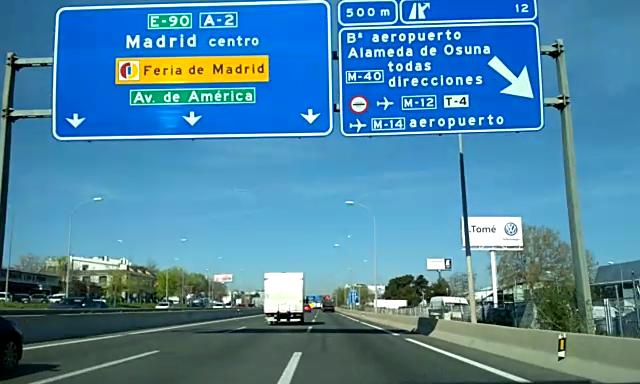 E-90 A-2
Madrid centro
Feria de Madrid
Av. de América
500 m 12
Bº aeropuerto
Alameda de Osuna
todas
M-40 direcciones
M-12 T-4
M-14 aeropuerto
.Tomé